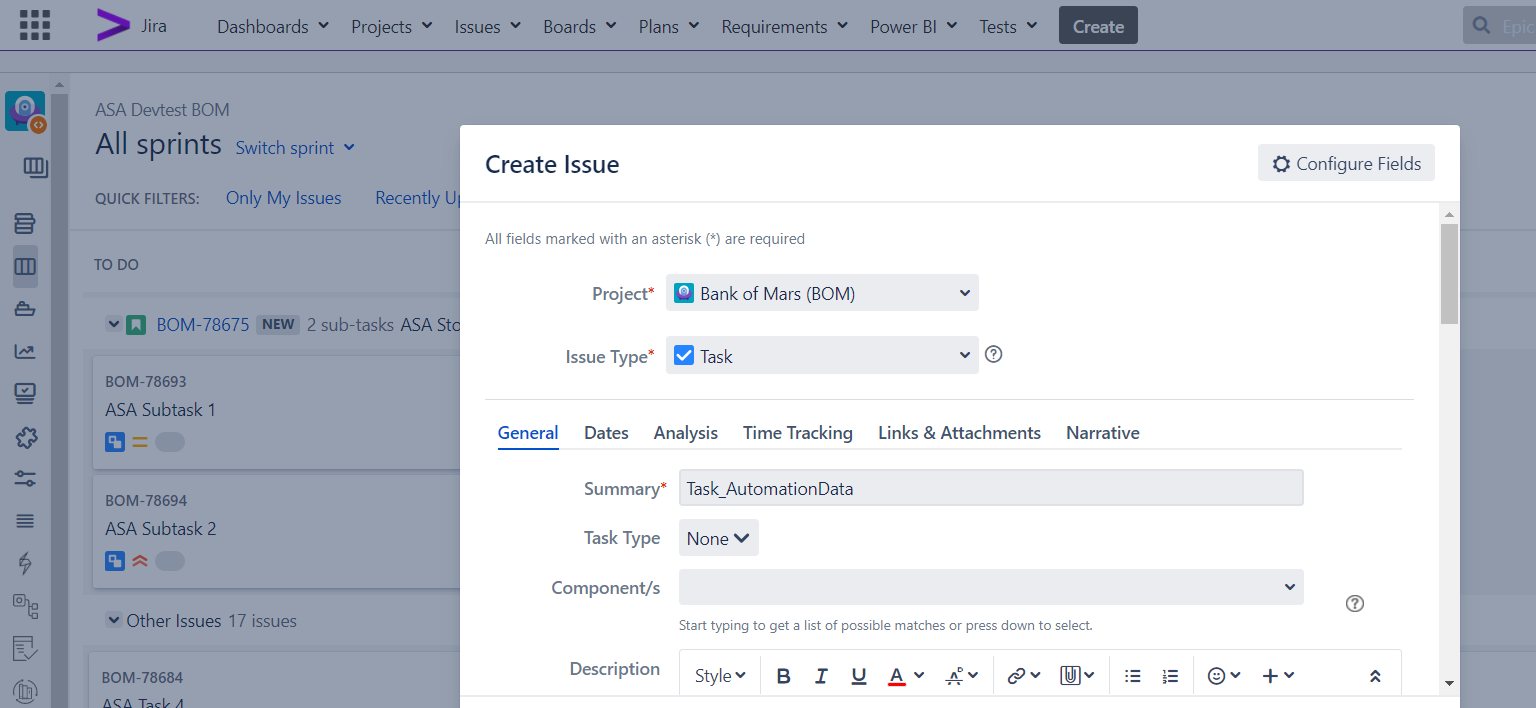 Jira Dashboards Projects Issues Boards Plans Requirements Power BI Tests Create Epic
ASA Devtest BOM
All sprints Switch sprint
QUICK FILTERS: Only My Issues Recently Up
TO DO
BOM-78675 NEW 2 sub-tasks ASA Sto
BOM-78693
ASA Subtask 1
BOM-78694
ASA Subtask 2
Other Issues 17 issues
BOM-78684
ASA Task 4
Create Issue Configure Fields
All fields marked with an asterisk (*) are required
Project* Bank of Mars (BOM)
Issue Type* Task
General Dates Analysis Time Tracking Links & Attachments Narrative
Summary* Task_AutomationData
Task Type None
Component/s
Start typing to get a list of possible matches or press down to select.
Description Style B I U A